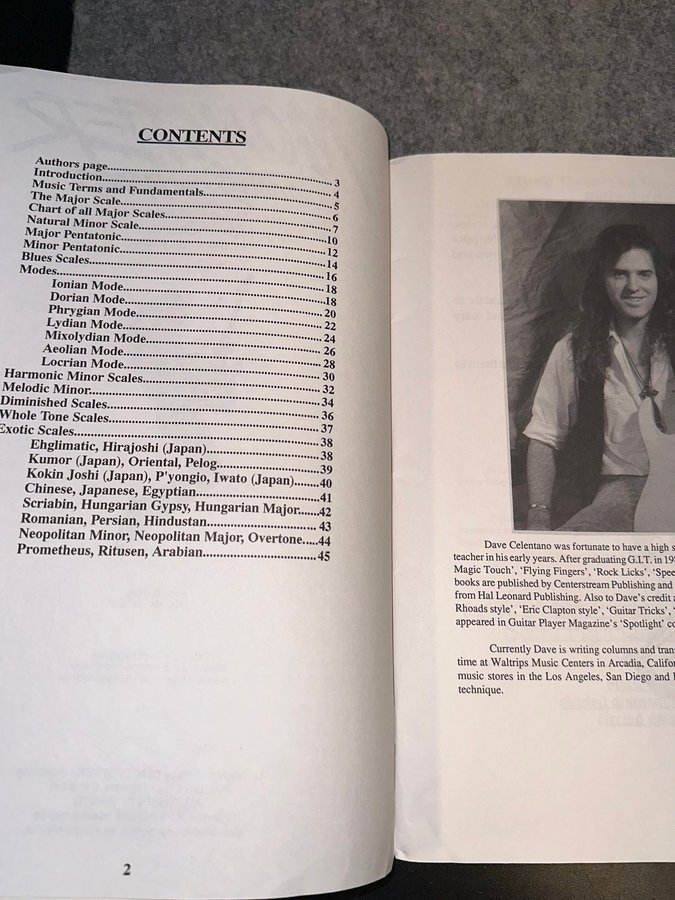 CONTENTS
Authors page.....3
Introduction.....4
Music Terms and Fundamentals.....5
The Major Scale.....6
Chart of all Major Scales.....7
Natural Minor Scale.....10
Major Pentatonic.....12
Minor Pentatonic.....14
Blues Scales.....16
Modes.....18
Ionian Mode.....18
Dorian Mode.....20
Phrygian Mode.....22
Lydian Mode.....24
Mixolydian Mode.....26
Aeolian Mode.....28
Locrian Mode.....30
Harmonic Minor Scales.....32
Melodic Minor.....34
Diminished Scales.....36
Whole Tone Scales.....37
Exotic Scales.....38
Ehglimatic, Hirajoshi (Japan).....38
Kumor (Japan), Oriental, Pelog.....39
Kokin Joshi (Japan), P'yongio, Iwato (Japan).....40
Chinese, Japanese, Egyptian.....41
Scriabin, Hungarian Gypsy, Hungarian Major.....42
Romanian, Persian, Hindustan.....43
Neopolitan Minor, Neopolitan Major, Overtone.....44
Prometheus, Ritusen, Arabian.....45
2
Dave Celentano was fortunate to have a high
teacher in his early years. After graduating G.I.T. in
Magic Touch', 'Flying Fingers', 'Rock Licks',
books are published by Centerstream Publishing and
from Hal Leonard Publishing. Also to Dave's credit
Rhoads style', 'Eric Clapton style', 'Guitar Tricks',
appeared in Guitar Player Magazine's 'Spotlight'
Currently Dave is writing columns and
time at Waltrips Music Centers in Arcadia,
music stores in the Los Angeles, San Diego and
technique.